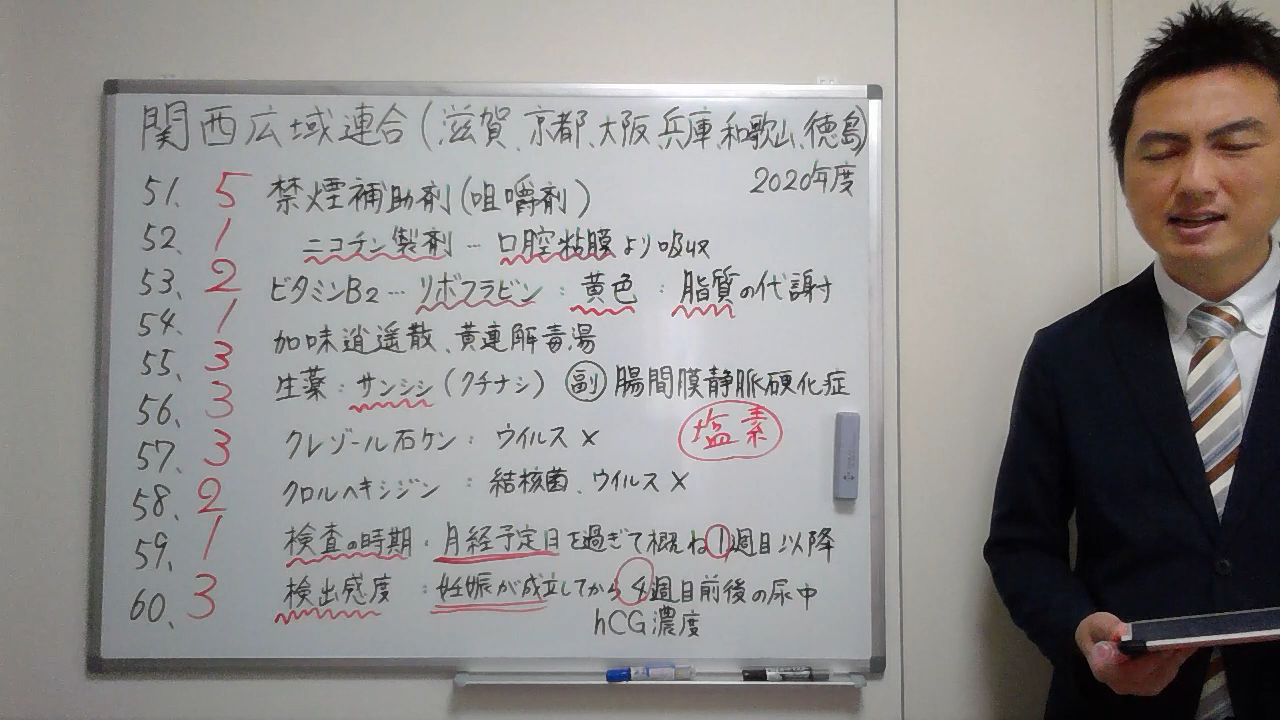 関西広域連合(滋賀、京都、大阪、兵庫、和歌山、徳島)
2020年度
51. 5 禁煙補助剤(咀嚼剤)
52. 1 ニコチン製剤…口腔粘膜より吸収
53. 2 ビタミンB2…リボフラビン：黄色：脂質の代謝
54. 1 加味逍遥散、黄連解毒湯
55. 3 生薬：サンシシ(クチナシ) 副 腸間膜静脈硬化症
56. 3
塩素
57. 3 クレゾール石ケン：ウイルス×
58. 2 クロルヘキシジン：結核菌、ウイルス×
59. 1 検査の時期：月経予定日を過ぎて概ね1週目以降
60. 3 検出感度：妊娠が成立してから4週目前後の尿中
hCG濃度